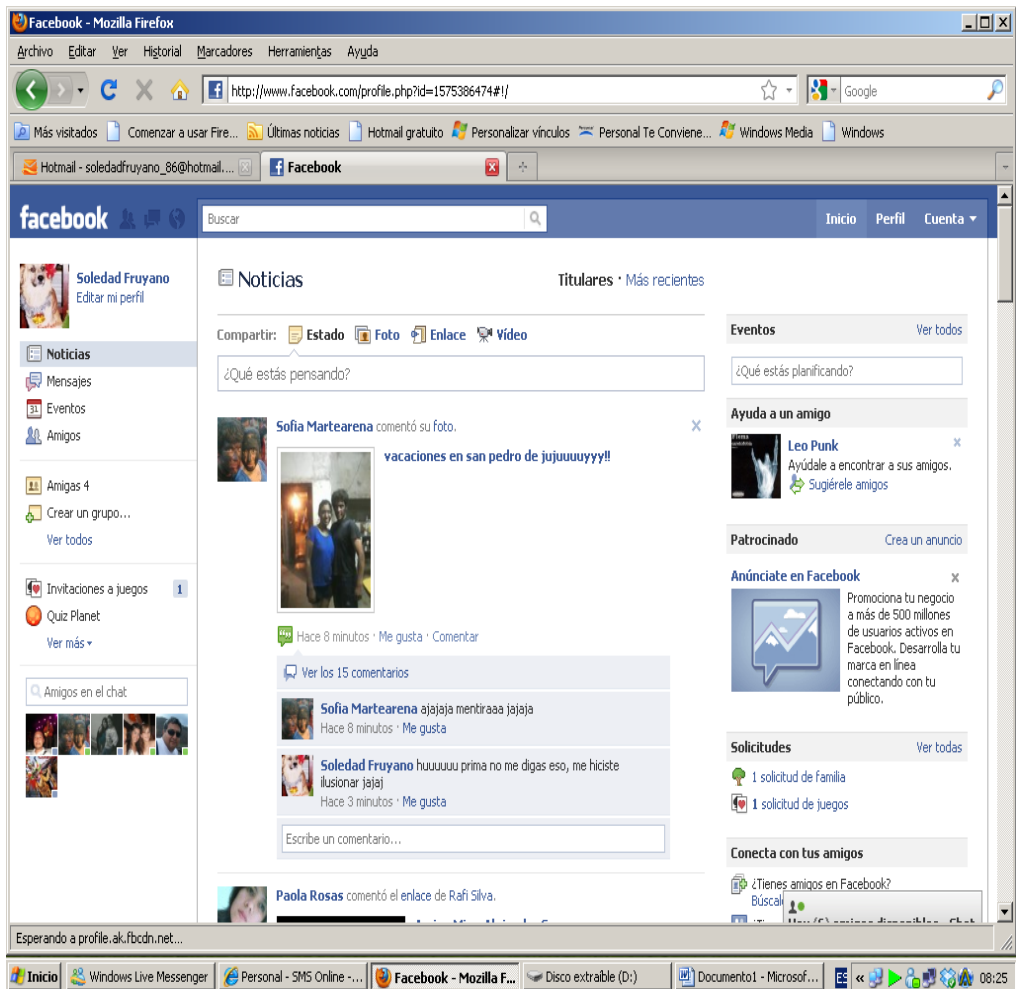 Facebook - Mozilla Firefox
Archivo Editar Ver Historial Marcadores Herramientas Ayuda
http://www.facebook.com/profile.php?id=1575386474#!/
Google
Más visitados Comenzar a usar Fire... Últimas noticias Hotmail gratuito Personalizar vínculos Personal Te Conviene... Windows Media Windows
Hotmail - soledadfruyano_86@hotmail.... Facebook
facebook Buscar Inicio Perfil Cuenta
Soledad Fruyano
Editar mi perfil
Noticias
Mensajes
31 Eventos
Amigos
Amigas 4
Crear un grupo...
Ver todos
Invitaciones a juegos 1
Quiz Planet
Ver más
Amigos en el chat
Noticias Titulares · Más recientes
Compartir: Estado Foto Enlace Vídeo
¿Qué estás pensando?
Sofia Martearena comentó su foto.
vacaciones en san pedro de jujuuuuyyy!!
Hace 8 minutos · Me gusta · Comentar
Ver los 15 comentarios
Sofia Martearena ajajaja mentiraaa jajaja
Hace 8 minutos · Me gusta
Soledad Fruyano huuuuuu prima no me digas eso, me hiciste
ilusionar jajaj
Hace 3 minutos · Me gusta
Escribe un comentario...
Paola Rosas comentó el enlace de Rafi Silva.
Eventos Ver todos
¿Qué estás planificando?
Ayuda a un amigo
Leo Punk
Ayúdale a encontrar a sus amigos.
Sugiérele amigos
Patrocinado Crea un anuncio
Anúnciate en Facebook
Promociona tu negocio
a más de 500 millones
de usuarios activos en
Facebook. Desarrolla tu
marca en línea
conectando con tu
público.
Solicitudes Ver todas
1 solicitud de familia
1 solicitud de juegos
Conecta con tus amigos
¿Tienes amigos en Facebook?
Esperando a profile.ak.fbcdn.net...
Inicio Windows Live Messenger Personal - SMS Online -... Facebook - Mozilla F... Disco extraíble (D:) Documento1 - Microsof... ES « 08:25